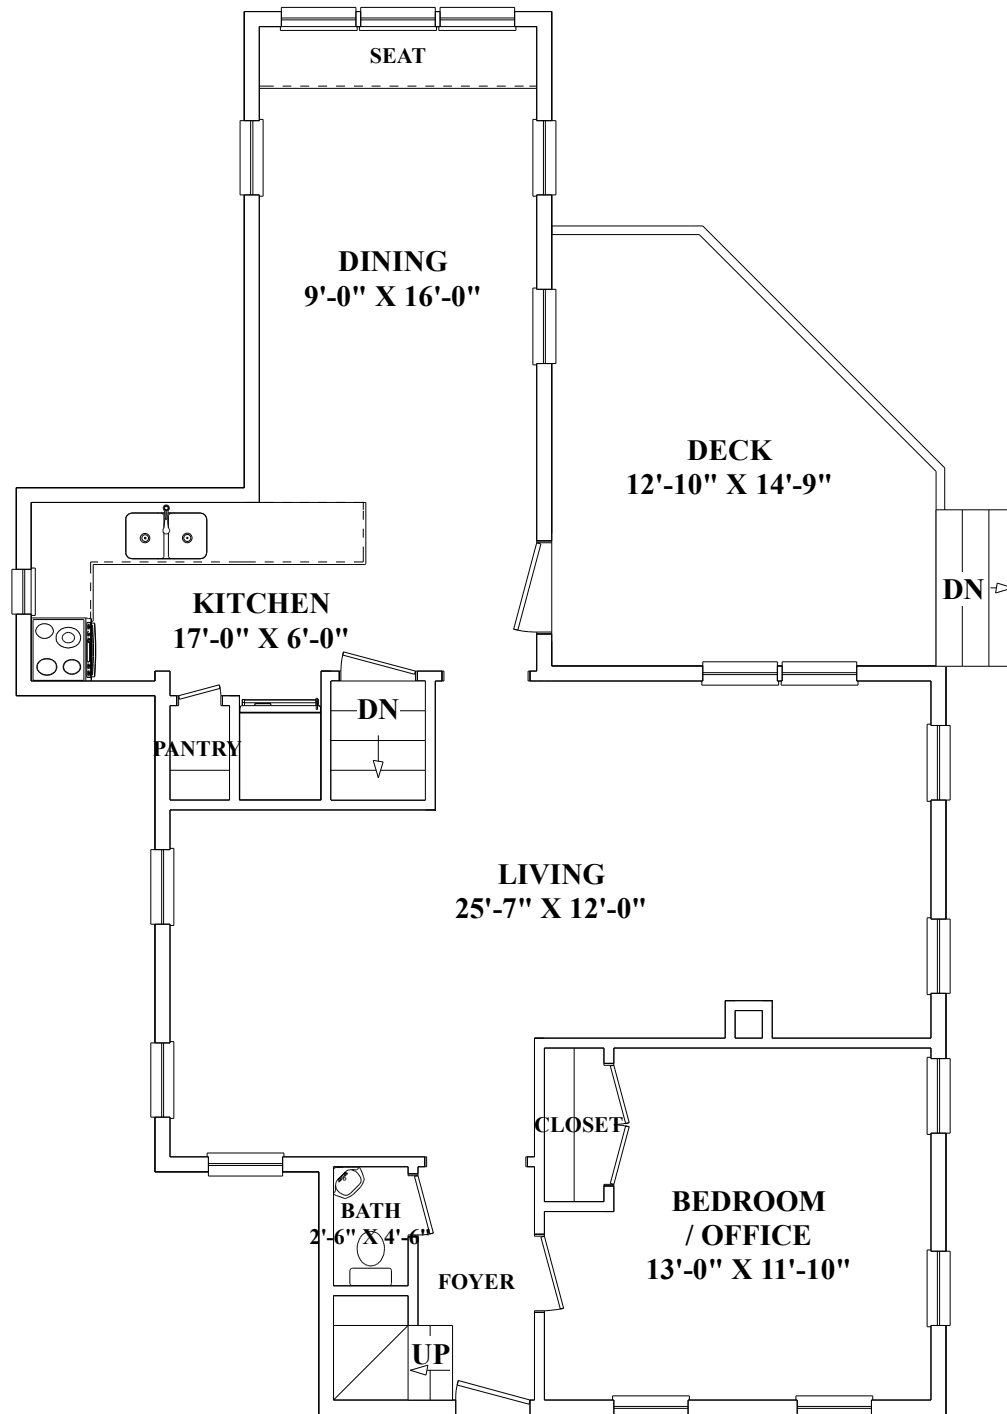 SEAT
DINING
9'-0" X 16'-0"
DECK
12'-10" X 14'-9"
DN
KITCHEN
17'-0" X 6'-0"
DN
PANTRY
LIVING
25'-7" X 12'-0"
CLOSET
BATH
2'-6" X 4'-6"
BEDROOM
/ OFFICE
13'-0" X 11'-10"
FOYER
UP